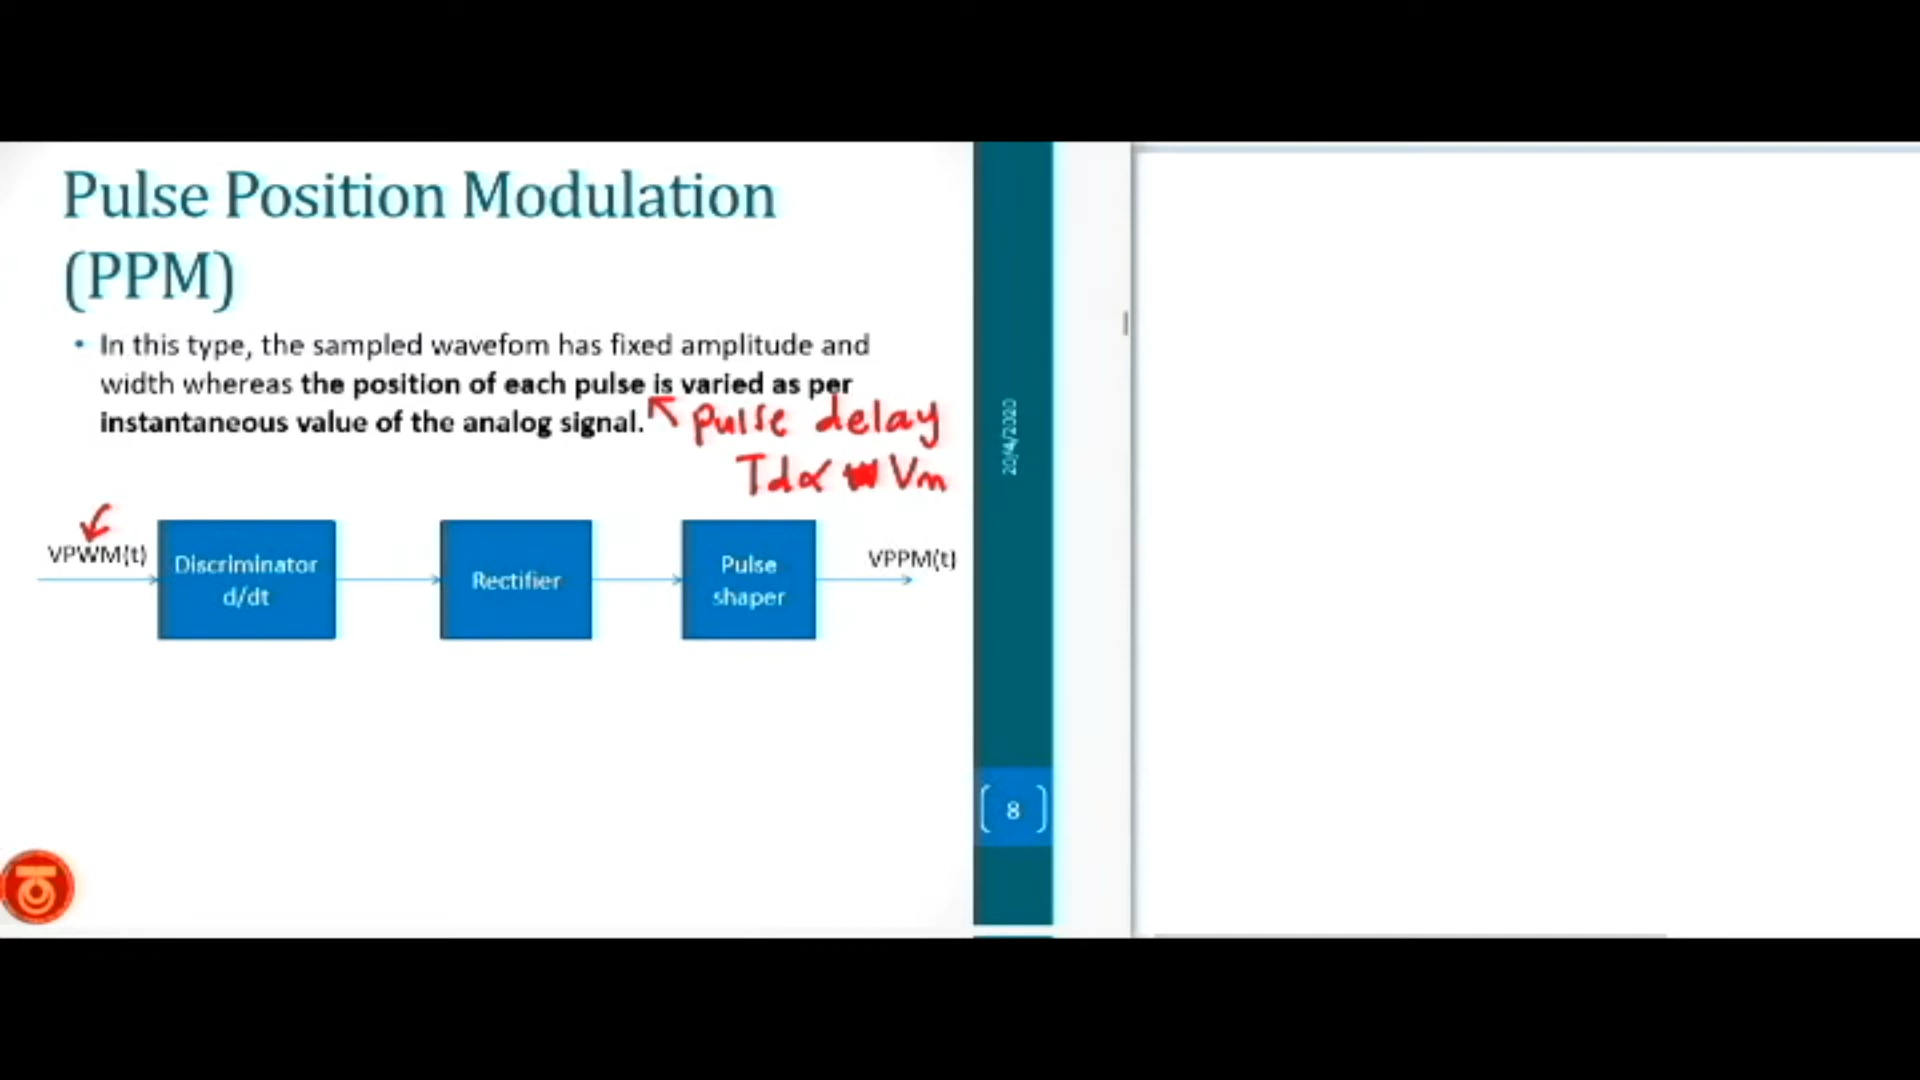 Pulse Position Modulation
(PPM)
• In this type, the sampled wavefom has fixed amplitude and
width whereas the position of each pulse is varied as per
instantaneous value of the analog signal.
pulse delay
Td ∝ Vm
VPWM(t)
Discriminator
d/dt
Rectifier
Pulse
shaper
VPPM(t)
20/4/2020
8